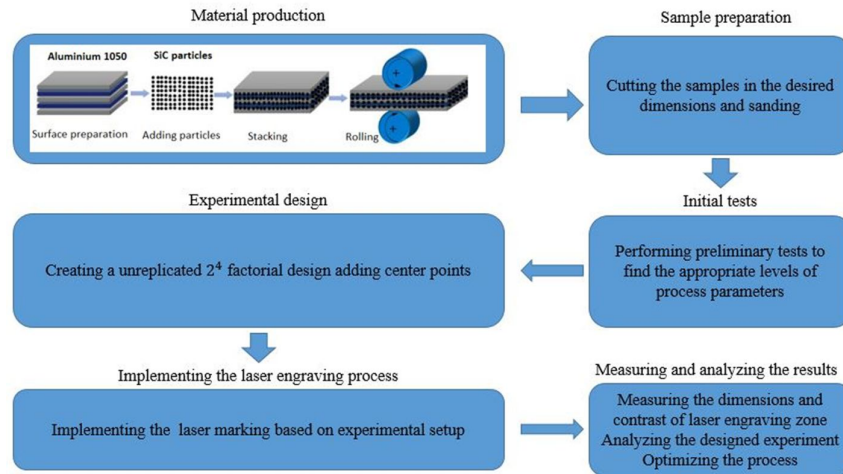 Material production
Aluminium 1050
SiC particles
Surface preparation
Adding particles
Stacking
Rolling
+
+
Sample preparation
Cutting the samples in the desired
dimensions and sanding
Initial tests
Performing preliminary tests to
find the appropriate levels of
process parameters
Experimental design
Creating a unreplicated 2⁴ factorial design adding center points
Implementing the laser engraving process
Implementing the laser marking based on experimental setup
Measuring and analyzing the results
Measuring the dimensions and
contrast of laser engraving zone
Analyzing the designed experiment
Optimizing the process